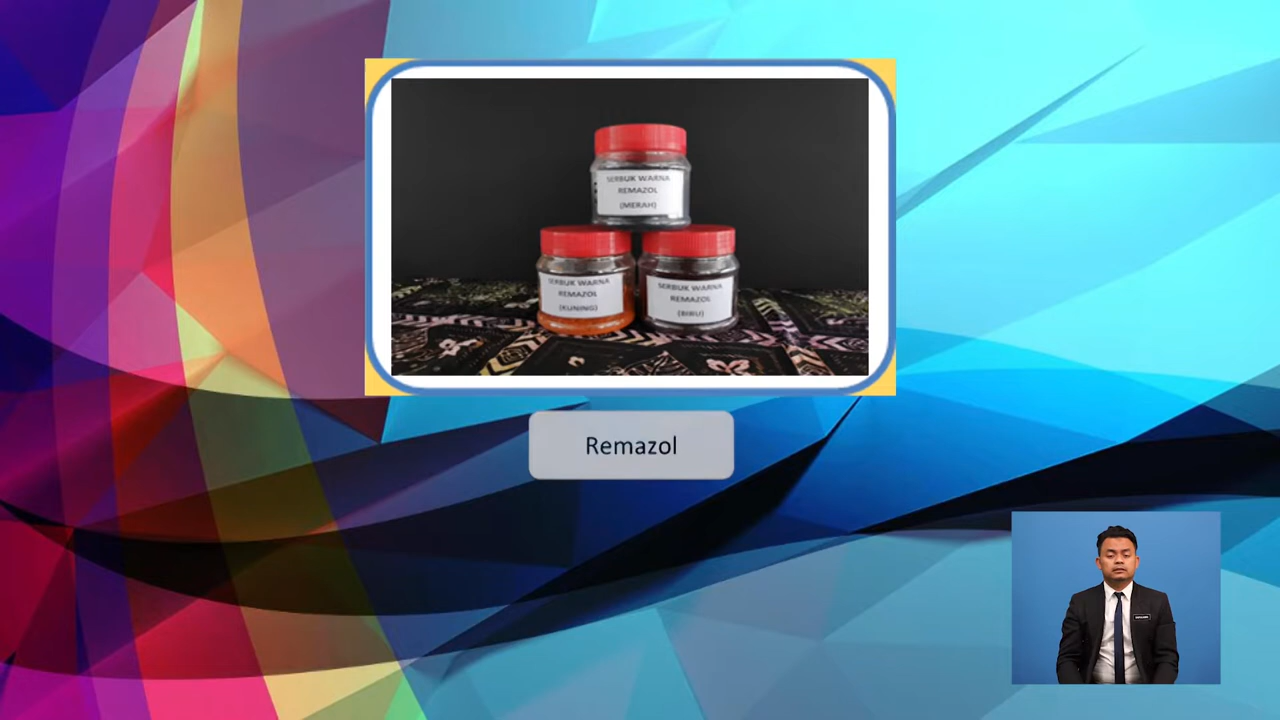 SERBUK WARNA
REMAZOL
(MERAH)
SERBUK WARNA
REMAZOL
(KUNING)
SERBUK WARNA
REMAZOL
(BIRU)
Remazol